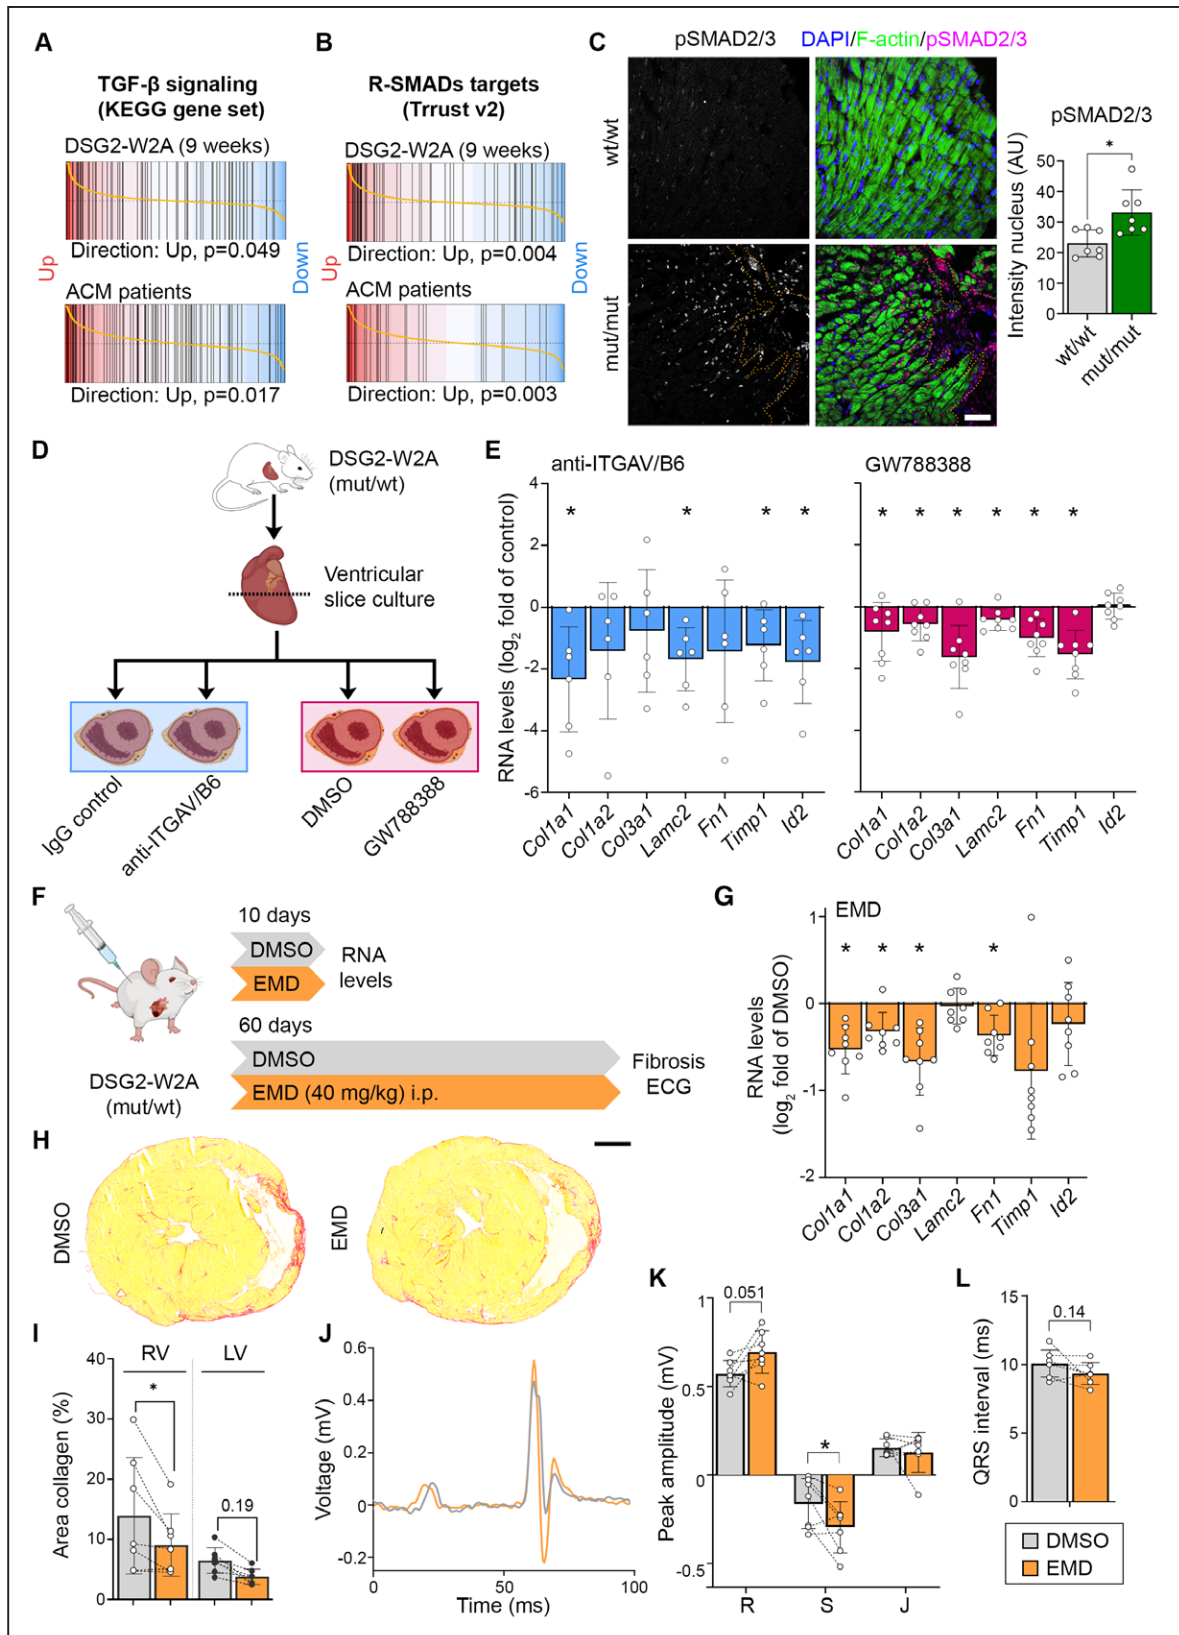 A
TGF-β signaling
(KEGG gene set)
DSG2-W2A (9 weeks)
Direction: Up, p=0.049
ACM patients
Direction: Up, p=0.017
Up
Down
B
R-SMADs targets
(Trrust v2)
DSG2-W2A (9 weeks)
Direction: Up, p=0.004
ACM patients
Direction: Up, p=0.003
Down
C
pSMAD2/3
DAPI/F-actin/pSMAD2/3
wt/wt
mut/mut
pSMAD2/3
*
Intensity nucleus (AU)
50
40
30
20
10
0
wt/wt
mut/mut
D
DSG2-W2A
(mut/wt)
Ventricular
slice culture
IgG control
anti-ITGAV/B6
DMSO
GW788388
E
anti-ITGAV/B6
GW788388
RNA levels (log2 fold of control)
4
2
0
-2
-4
-6
* * * *
* * * * * *
Col1a1
Col1a2
Col3a1
Lamc2
Fn1
Timp1
Id2
Col1a1
Col1a2
Col3a1
Lamc2
Fn1
Timp1
Id2
F
10 days
DMSO
EMD
RNA
levels
60 days
DMSO
EMD (40 mg/kg) i.p.
Fibrosis
ECG
DSG2-W2A
(mut/wt)
G
EMD
RNA levels
(log2 fold of DMSO)
1
0
-1
-2
* * * *
Col1a1
Col1a2
Col3a1
Lamc2
Fn1
Timp1
Id2
H
DMSO
EMD
I
RV
LV
*
0.19
Area collagen (%)
40
30
20
10
0
J
Voltage (mV)
0.6
0.4
0.2
0
-0.2
0
50
100
Time (ms)
K
0.051
*
Peak amplitude (mV)
1.0
0.5
0
-0.5
R
S
J
L
0.14
QRS interval (ms)
15
10
5
0
DMSO
EMD